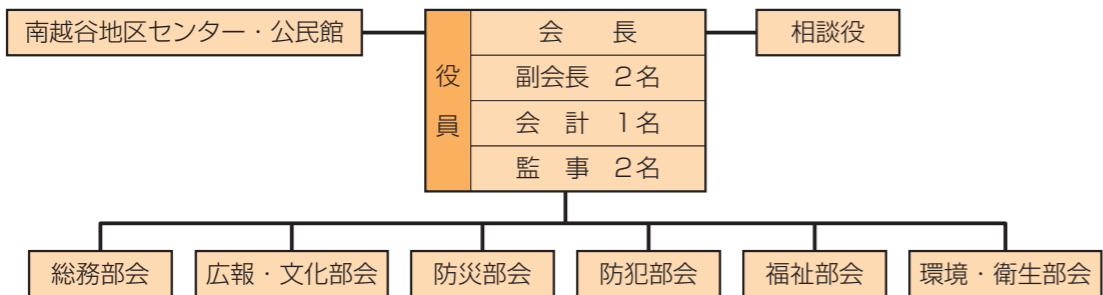 南越谷地区センター・公民館
役員
会　長
副会長　2名
会　計　1名
監　事　2名
相談役
総務部会
広報・文化部会
防災部会
防犯部会
福祉部会
環境・衛生部会